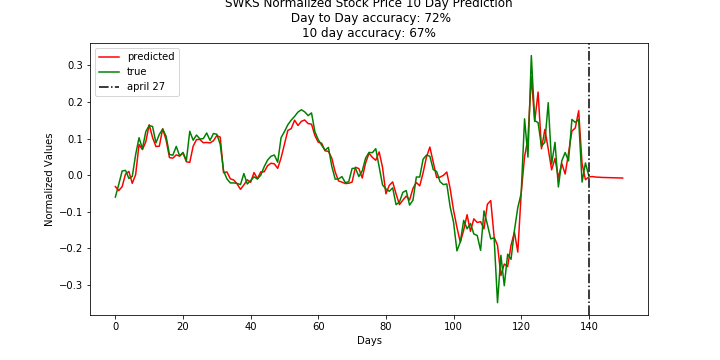 SWKS Normalized Stock Price 10 Day Prediction
Day to Day accuracy: 72%
10 day accuracy: 67%
predicted
true
april 27
Normalized Values
0.3
0.2
0.1
0.0
−0.1
−0.2
−0.3
0 20 40 60 80 100 120 140
Days